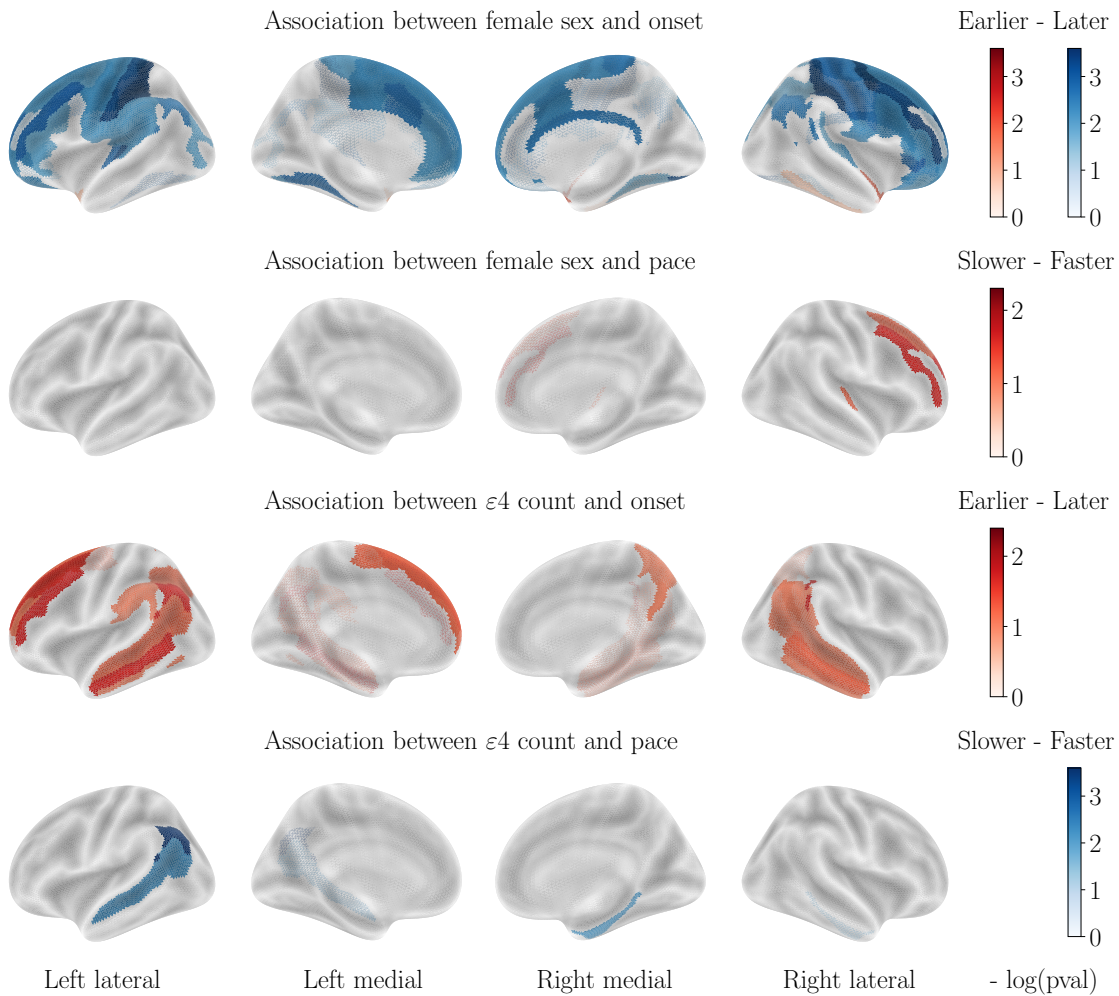 Association between female sex and onset
Earlier - Later
3
2
1
0
3
2
1
0
Association between female sex and pace
Slower - Faster
2
1
0
Association between ε4 count and onset
Earlier - Later
2
1
0
Association between ε4 count and pace
Slower - Faster
3
2
1
0
Left lateral
Left medial
Right medial
Right lateral
- log(pval)